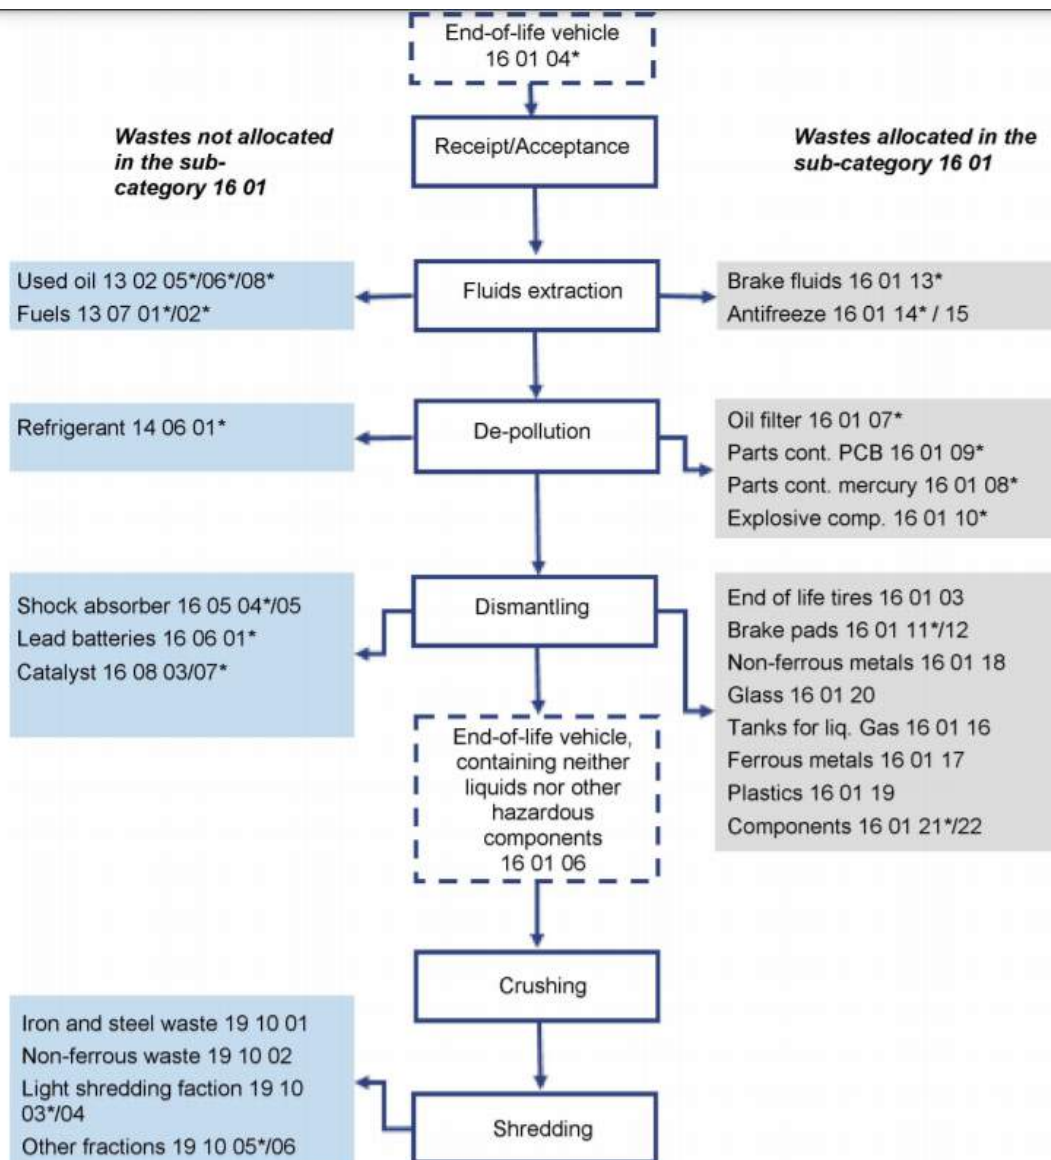 End-of-life vehicle
16 01 04*
Wastes not allocated
in the sub-
category 16 01
Receipt/Acceptance
Wastes allocated in the
sub-category 16 01
Used oil 13 02 05*/06*/08*
Fuels 13 07 01*/02*
Fluids extraction
Brake fluids 16 01 13*
Antifreeze 16 01 14* / 15
Refrigerant 14 06 01*
De-pollution
Oil filter 16 01 07*
Parts cont. PCB 16 01 09*
Parts cont. mercury 16 01 08*
Explosive comp. 16 01 10*
Shock absorber 16 05 04*/05
Lead batteries 16 06 01*
Catalyst 16 08 03/07*
Dismantling
End of life tires 16 01 03
Brake pads 16 01 11*/12
Non-ferrous metals 16 01 18
Glass 16 01 20
Tanks for liq. Gas 16 01 16
Ferrous metals 16 01 17
Plastics 16 01 19
Components 16 01 21*/22
End-of-life vehicle,
containing neither
liquids nor other
hazardous
components
16 01 06
Crushing
Iron and steel waste 19 10 01
Non-ferrous waste 19 10 02
Light shredding faction 19 10
03*/04
Other fractions 19 10 05*/06
Shredding